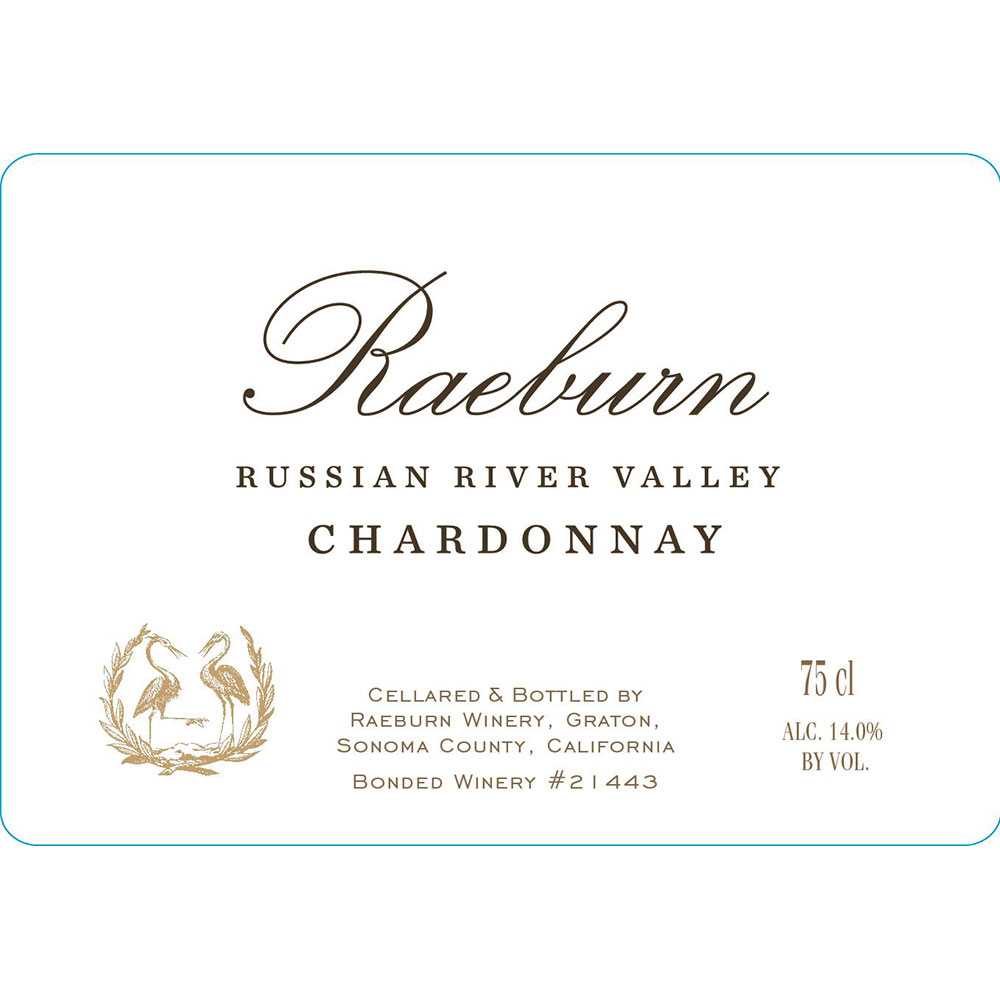 Raeburn
RUSSIAN RIVER VALLEY
CHARDONNAY
CELLARED & BOTTLED BY
RAEBURN WINERY, GRATON,
SONOMA COUNTY, CALIFORNIA
BONDED WINERY #21443
75 cl
ALC. 14.0%
BY VOL.